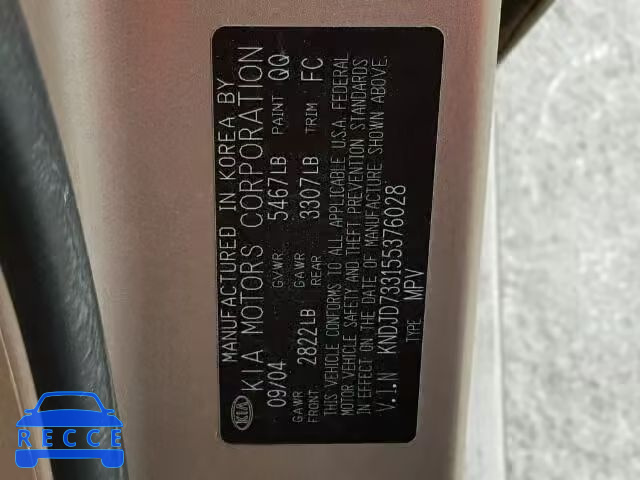 MANUFACTURED IN KOREA BY
KIA MOTORS CORPORATION
09/04 GVWR 5467LB PAINT QQ
GAWR FRONT 2822LB GAWR REAR 3307LB TRIM FC
THIS VEHICLE CONFORMS TO ALL APPLICABLE U.S.A. FEDERAL
MOTOR VEHICLE SAFETY AND THEFT PREVENTION STANDARDS
IN EFFECT ON THE DATE OF MANUFACTURE SHOWN ABOVE.
V.I.N KNDJD733155376028
TYPE MPV
KIA
RECCE